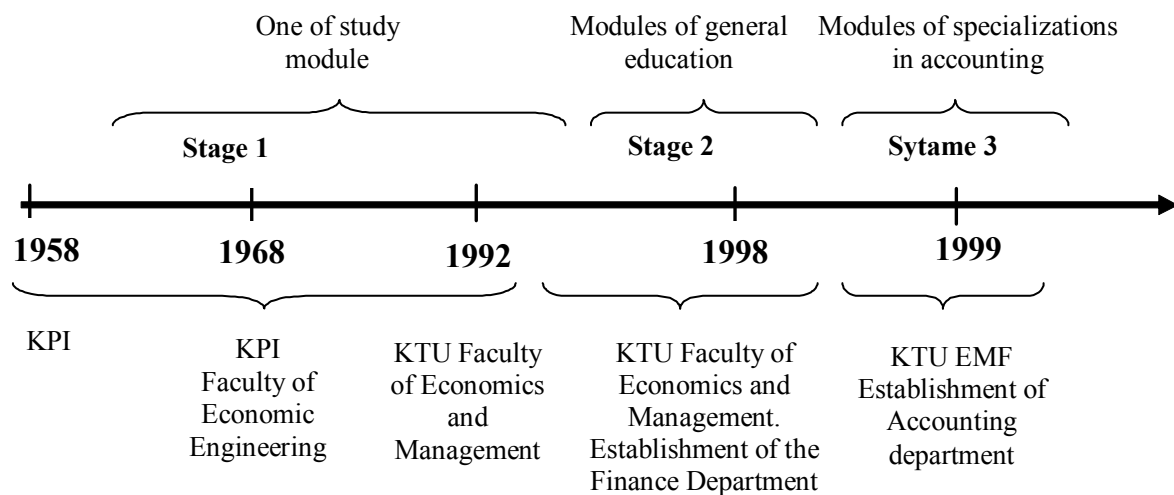 One of study
module
Modules of general
education
Modules of specializations
in accounting
Stage 1
Stage 2
Sytame 3
1958
1968
1992
1998
1999
KPI
KPI
Faculty of
Economic
Engineering
KTU Faculty
of Economics
and
Management
KTU Faculty of
Economics and
Management.
Establishment of the
Finance Department
KTU EMF
Establishment of
Accounting
department